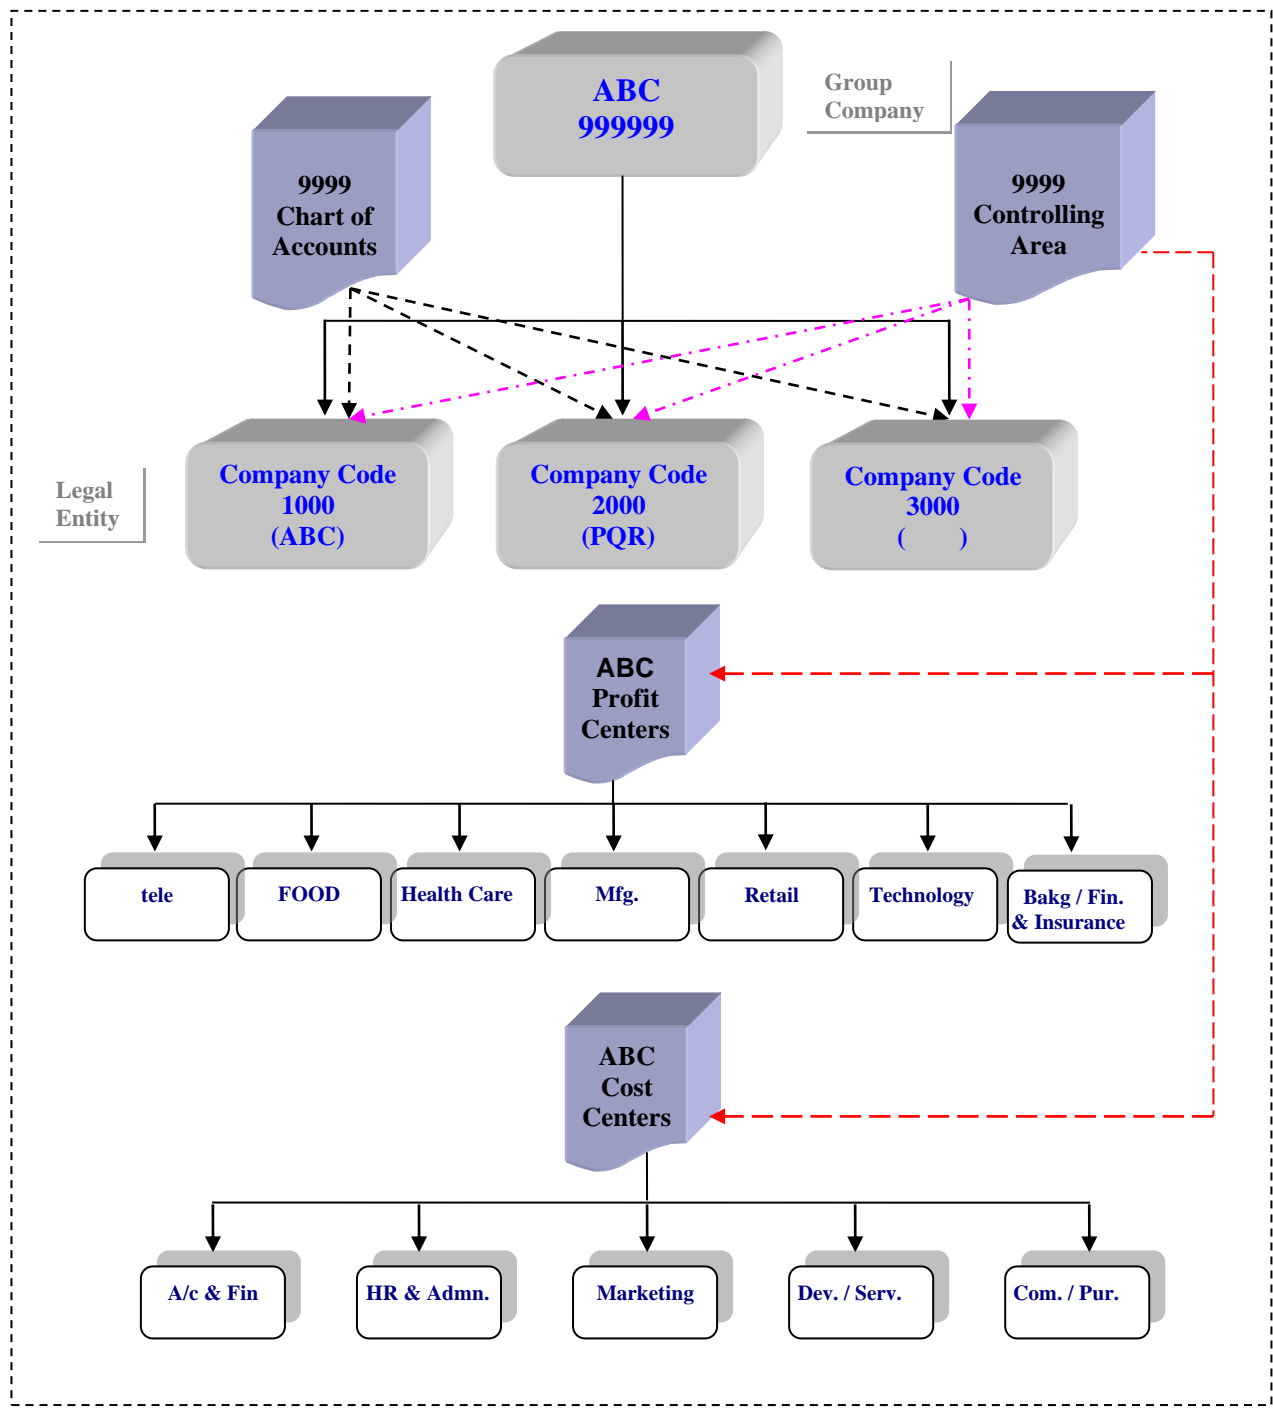 ABC
999999
Group
Company
9999
Chart of
Accounts
9999
Controlling
Area
Legal
Entity
Company Code
1000
(ABC)
Company Code
2000
(PQR)
Company Code
3000
(       )
ABC
Profit
Centers
tele
FOOD
Health Care
Mfg.
Retail
Technology
Bakg / Fin.
& Insurance
ABC
Cost
Centers
A/c & Fin
HR & Admn.
Marketing
Dev. / Serv.
Com. / Pur.